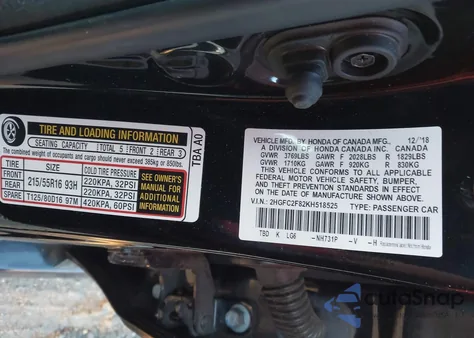 TIRE AND LOADING INFORMATION
SEATING CAPACITY TOTAL 5 FRONT 2 REAR 3
The combined weight of occupants and cargo should never exceed 385kg or 850lbs.
TIRE SIZE COLD TIRE PRESSURE
FRONT 215/55R16 93H 220KPA, 32PSI
REAR 220KPA, 32PSI
SPARE T125/80D16 97M 420KPA, 60PSI
SEE OWNER'S MANUAL FOR ADDITIONAL INFORMATION
TBA A0
VEHICLE MFD. BY HONDA OF CANADA MFG., 12/'18
A DIVISION OF HONDA CANADA INC. CANADA
GVWR 3769LBS GAWR F 2028LBS R 1829LBS
GVWR 1710KG GAWR F 920KG R 830KG
THIS VEHICLE CONFORMS TO ALL APPLICABLE
FEDERAL MOTOR VEHICLE SAFETY, BUMPER,
AND THEFT PREVENTION STANDARDS IN EFFECT
ON THE DATE OF MANUFACTURE SHOWN ABOVE.
V.I.N.: 2HGFC2F82KH518525 TYPE: PASSENGER CAR
TBD K LG6 -NH731P -V -H
AutoSnap